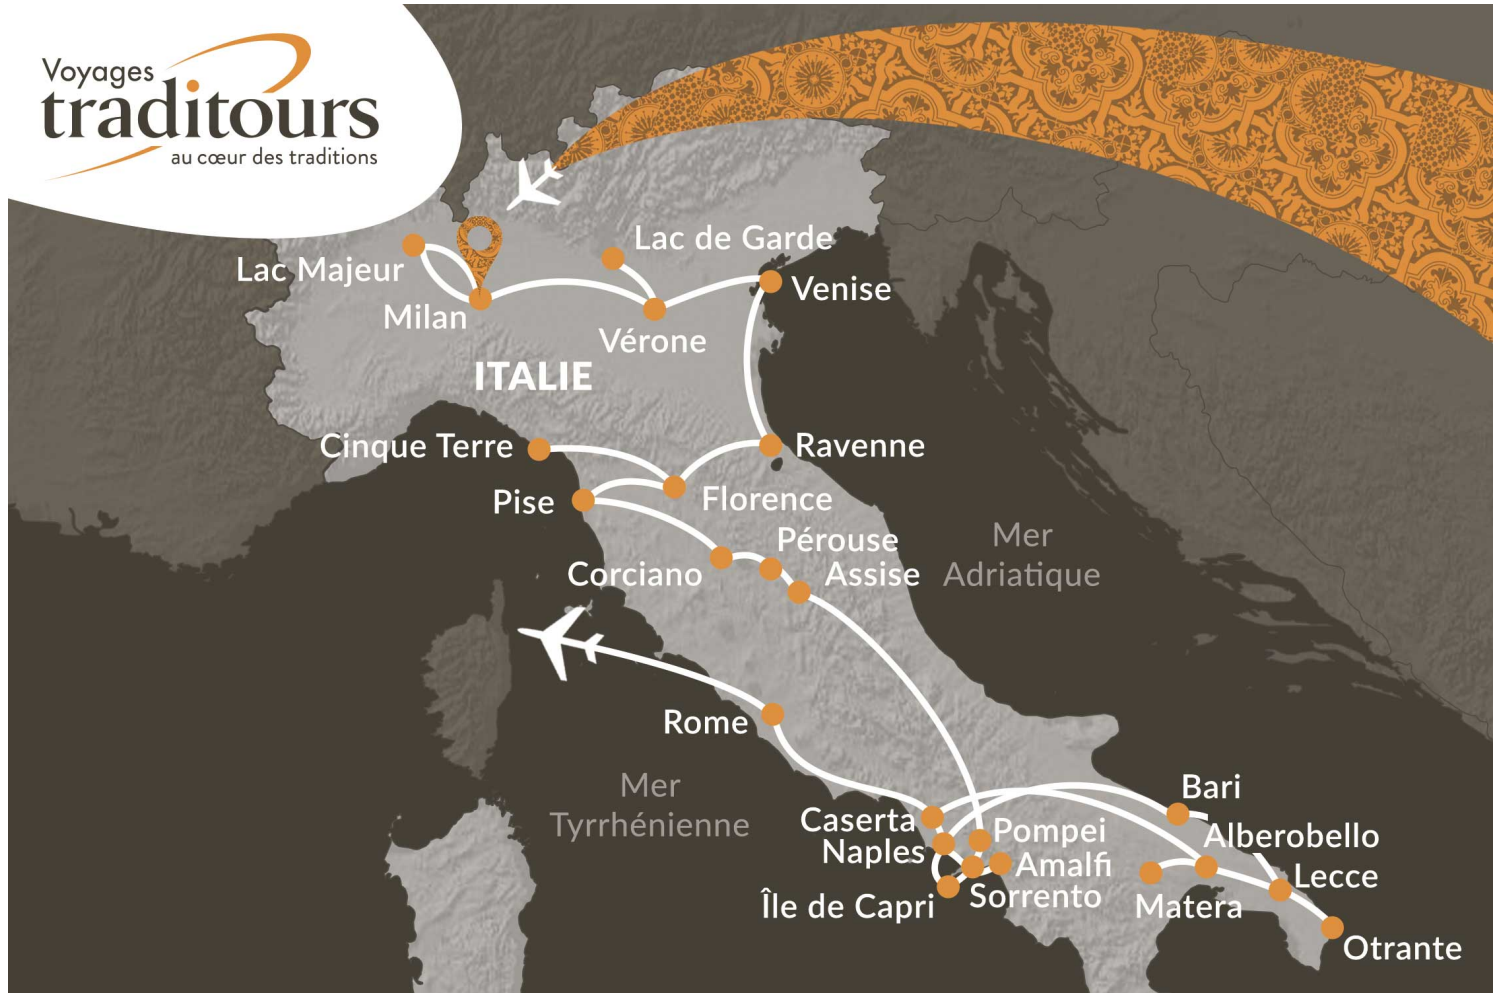 Voyages
traditours
au cœur des traditions
Lac de Garde
Lac Majeur
Venise
Milan
Vérone
ITALIE
Cinque Terre
Ravenne
Pise
Florence
Pérouse
Corciano
Assise
Mer
Adriatique
Rome
Mer
Tyrrhénienne
Bari
Caserta
Pompei
Alberobello
Naples
Amalfi
Lecce
Île de Capri
Sorrento
Matera
Otrante